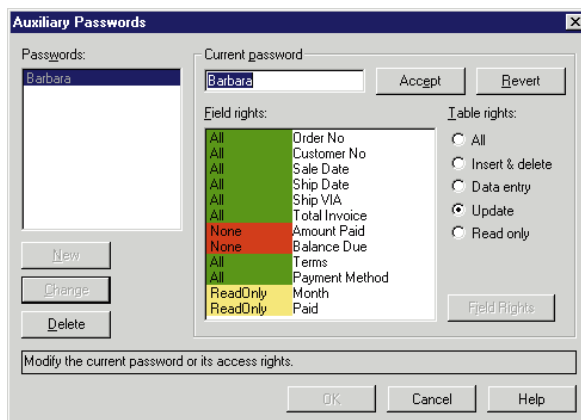 Auxiliary Passwords
Passwords:
Barbara
New
Change
Delete
Current password
Barbara
Accept
Revert
Field rights:
All Order No
All Customer No
All Sale Date
All Ship Date
All Ship VIA
All Total Invoice
None Amount Paid
None Balance Due
All Terms
All Payment Method
ReadOnly Month
ReadOnly Paid
Table rights:
All
Insert & delete
Data entry
Update
Read only
Field Rights
Modify the current password or its access rights.
OK
Cancel
Help